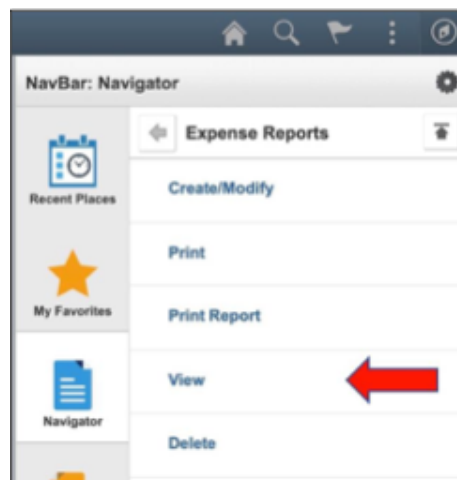 NavBar: Navigator
Expense Reports
Recent Places
Create/Modify
Print
My Favorites
Print Report
View
Navigator
Delete